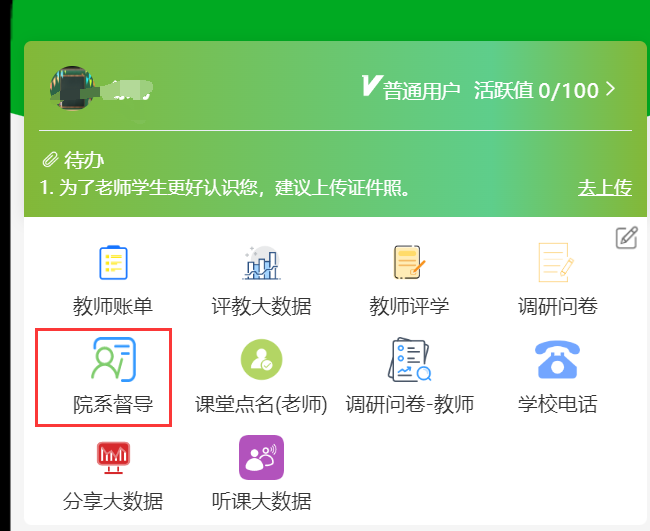 V普通用户 活跃值 0/100
待办
1. 为了老师学生更好认识您，建议上传证件照。 去上传
教师账单 评教大数据 教师评学 调研问卷
院系督导 课堂点名(老师) 调研问卷-教师 学校电话
分享大数据 听课大数据